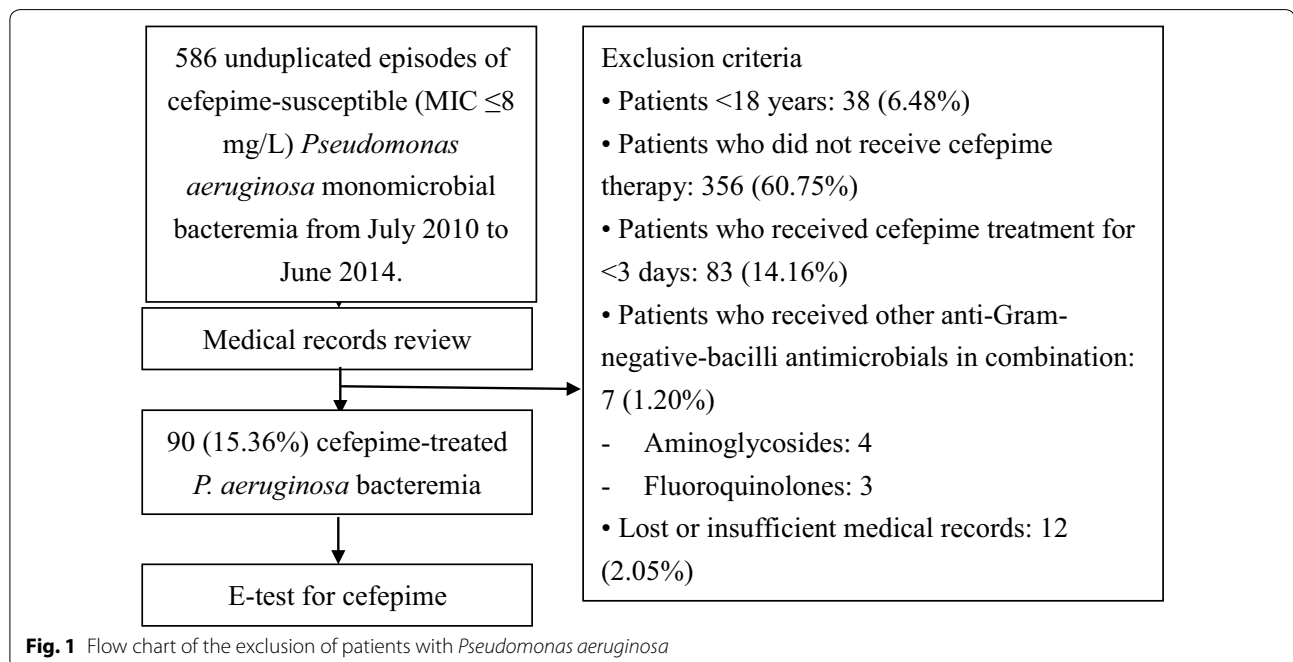 586 unduplicated episodes of
cefepime-susceptible (MIC ≤8
mg/L) Pseudomonas
aeruginosa monomicrobial
bacteremia from July 2010 to
June 2014.
Medical records review
90 (15.36%) cefepime-treated
P. aeruginosa bacteremia
E-test for cefepime
Exclusion criteria
• Patients <18 years: 38 (6.48%)
• Patients who did not receive cefepime
therapy: 356 (60.75%)
• Patients who received cefepime treatment for
<3 days: 83 (14.16%)
• Patients who received other anti-Gram-
negative-bacilli antimicrobials in combination:
7 (1.20%)
- Aminoglycosides: 4
- Fluoroquinolones: 3
• Lost or insufficient medical records: 12
(2.05%)
Fig. 1 Flow chart of the exclusion of patients with Pseudomonas aeruginosa